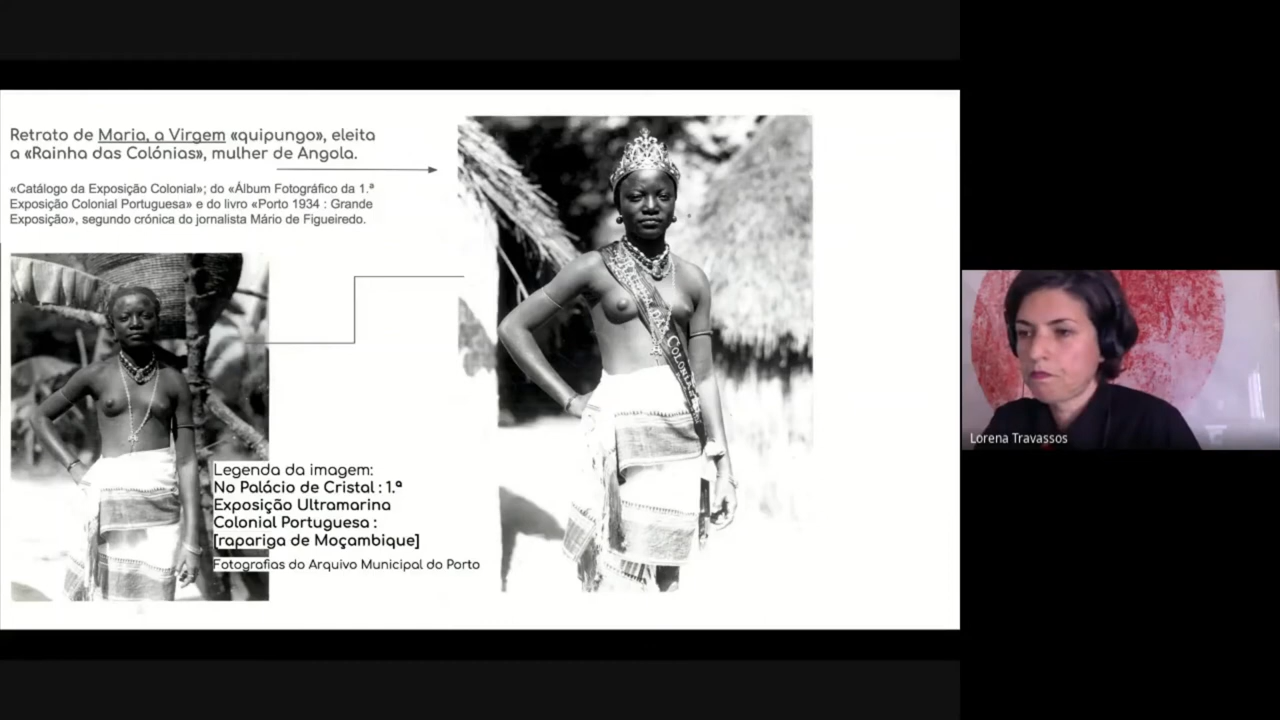 Retrato de Maria, a Virgem «quipungo», eleita
a «Rainha das Colónias», mulher de Angola.
«Catálogo da Exposição Colonial»; do «Álbum Fotográfico da 1.ª
Exposição Colonial Portuguesa» e do livro «Porto 1934 : Grande
Exposição», segundo crónica do jornalista Mário de Figueiredo.
Legenda da imagem:
No Palácio de Cristal : 1.ª
Exposição Ultramarina
Colonial Portuguesa :
[rapariga de Moçambique]
Fotografias do Arquivo Municipal do Porto
DAS COLONIAS
Lorena Travassos